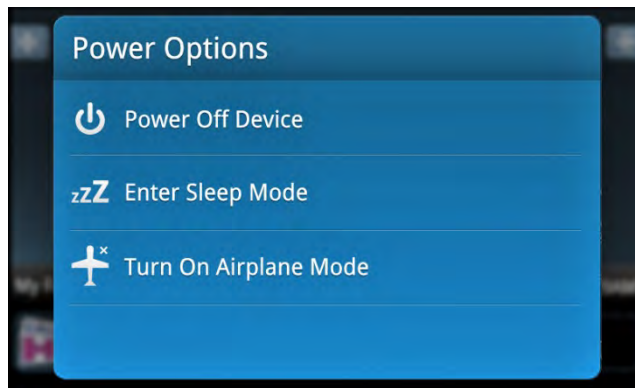 Power Options
Power Off Device
zzZ Enter Sleep Mode
Turn On Airplane Mode